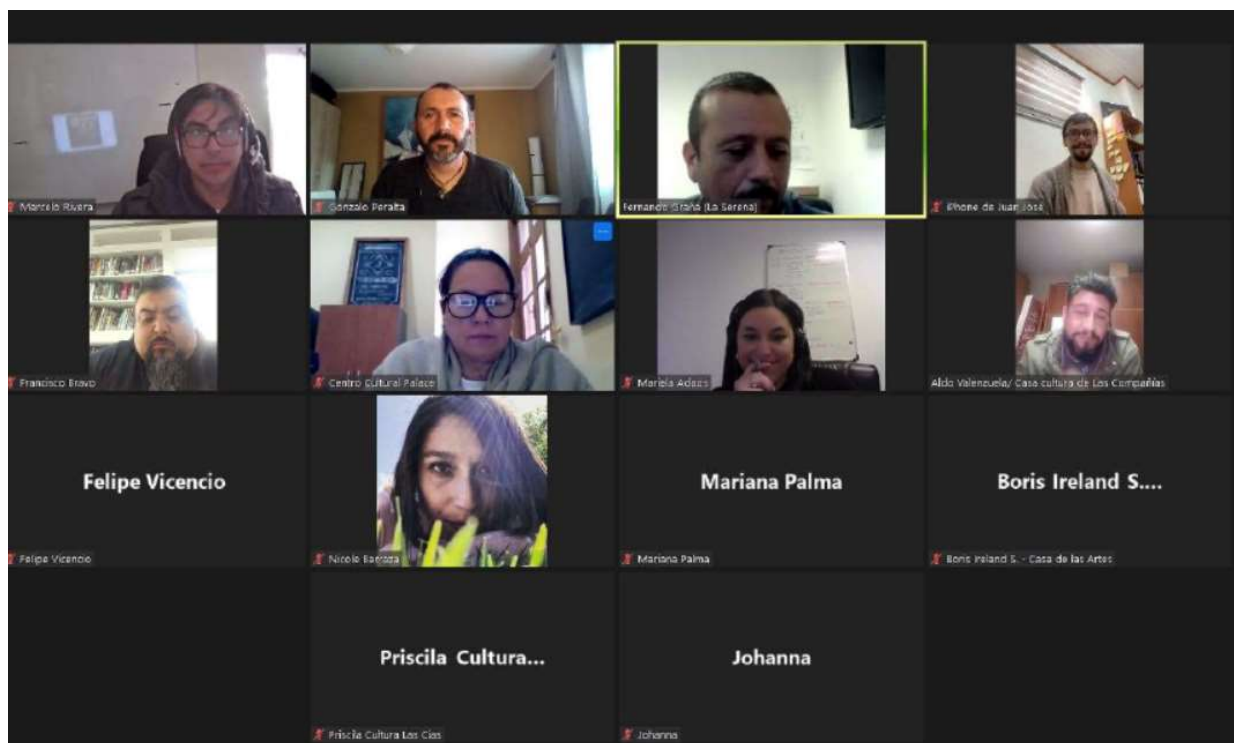 Marcelo Rivera
Gonzalo Peralta
Fernando Graña (La Serena)
iPhone de Juan José
Francisco Bravo
Centro Cultural Palace
Mariela
Aldo Valenzuela/ Casa cultura de Las Compañías
Felipe Vicencio
Mariana Palma
Boris Ireland S....
Felipe Vicencio
Nicole Barraza
Mariana Palma
Boris Ireland S. - Casa de las Artes
Priscila Cultura...
Johanna
Priscila Cultura Las Cias
Johanna